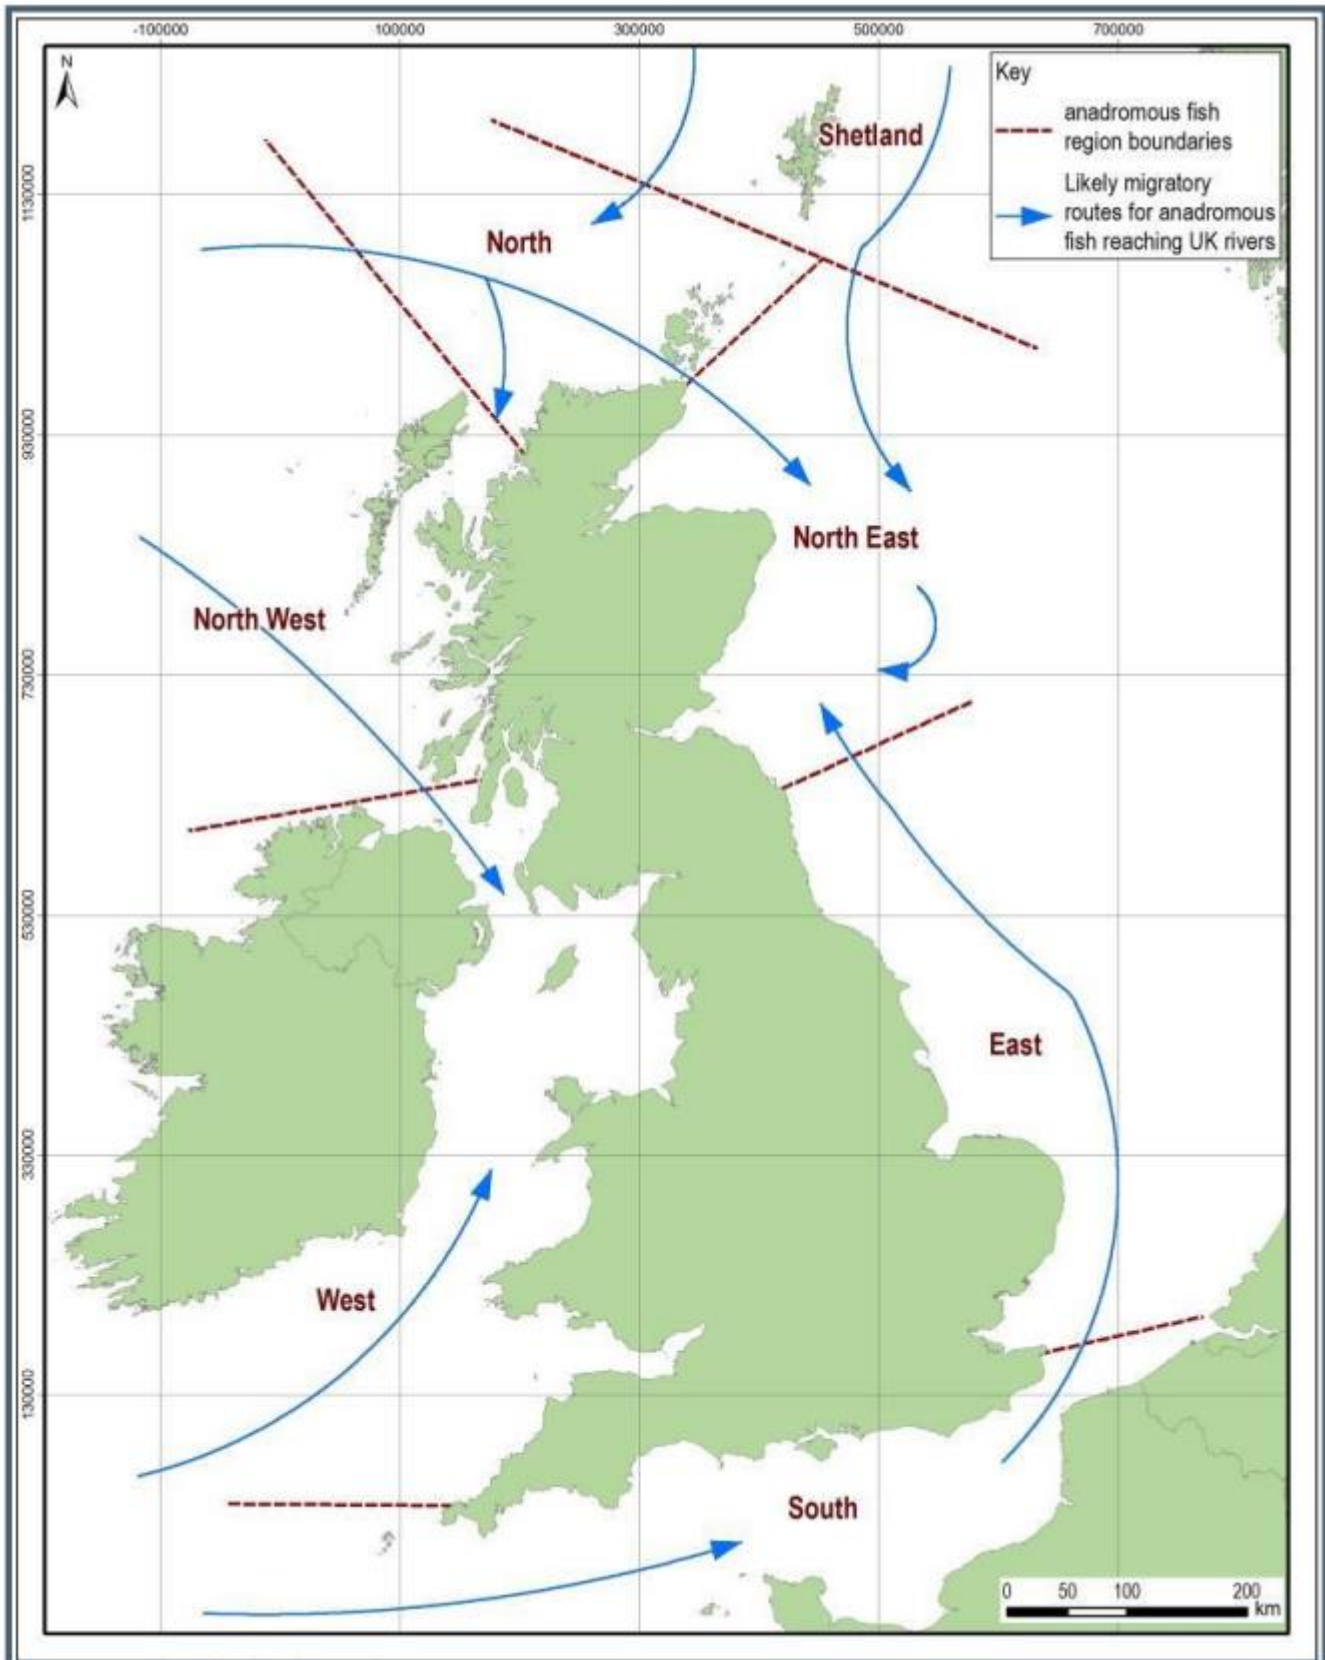 -100000 100000 300000 500000 700000
N
Key
anadromous fish
region boundaries
Likely migratory
routes for anadromous
fish reaching UK rivers
Shetland
1130000
North
930000
North East
North West
730000
530000
East
330000
West
130000
South
0 50 100 200
km